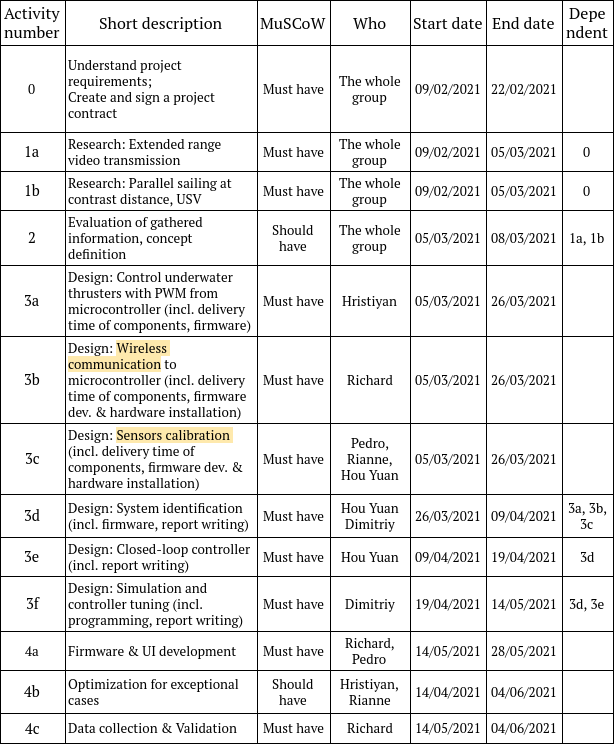 Activity number Short description MuSCoW Who Start date End date Depe ndent
0 Understand project requirements; Create and sign a project contract Must have The whole group 09/02/2021 22/02/2021
1a Research: Extended range video transmission Must have The whole group 09/02/2021 05/03/2021 0
1b Research: Parallel sailing at contrast distance, USV Must have The whole group 09/02/2021 05/03/2021 0
2 Evaluation of gathered information, concept definition Should have The whole group 05/03/2021 08/03/2021 1a, 1b
3a Design: Control underwater thrusters with PWM from microcontroller (incl. delivery time of components, firmware) Must have Hristiyan 05/03/2021 26/03/2021
3b Design: Wireless communication to microcontroller (incl. delivery time of components, firmware dev. & hardware installation) Must have Richard 05/03/2021 26/03/2021
3c Design: Sensors calibration (incl. delivery time of components, firmware dev. & hardware installation) Must have Pedro, Rianne, Hou Yuan 05/03/2021 26/03/2021
3d Design: System identification (incl. firmware, report writing) Must have Hou Yuan Dimitriy 26/03/2021 09/04/2021 3a, 3b, 3c
3e Design: Closed-loop controller (incl. report writing) Must have Hou Yuan 09/04/2021 19/04/2021 3d
3f Design: Simulation and controller tuning (incl. programming, report writing) Must have Dimitriy 19/04/2021 14/05/2021 3d, 3e
4a Firmware & UI development Must have Richard, Pedro 14/05/2021 28/05/2021
4b Optimization for exceptional cases Should have Hristiyan, Rianne 14/04/2021 04/06/2021
4c Data collection & Validation Must have Richard 14/05/2021 04/06/2021